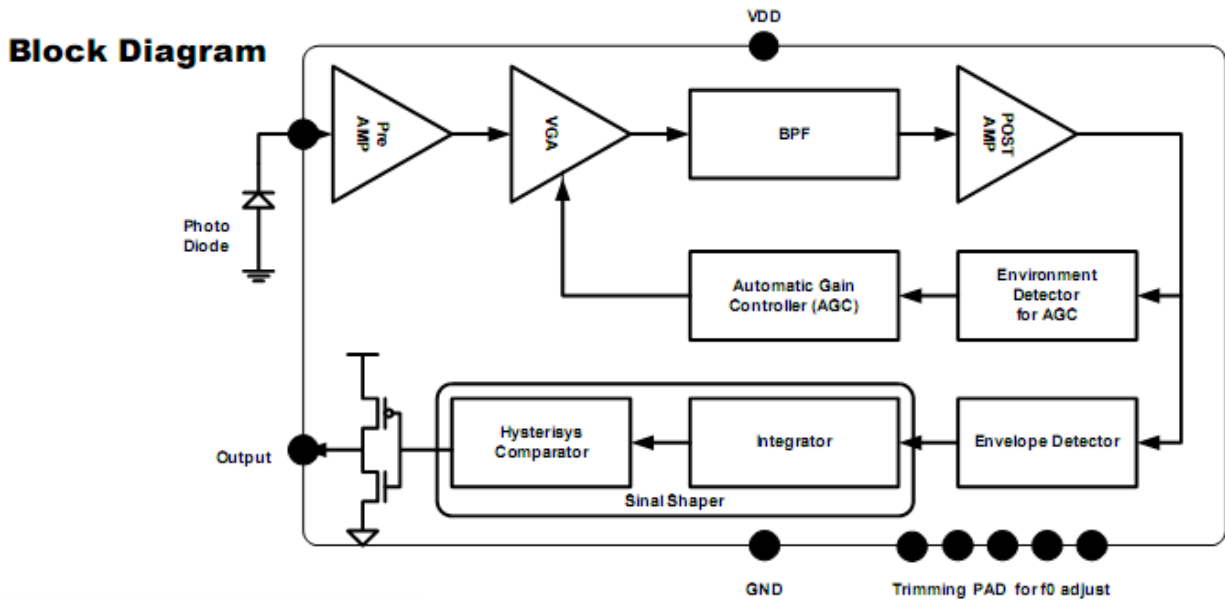 Block Diagram
VDD
Pre
AMP
VGA
BPF
POST
AMP
Photo
Diode
Automatic Gain
Controller (AGC)
Environment
Detector
for AGC
Output
Hysterisys
Comparator
Integrator
Envelope Detector
Sinal Shaper
GND
Trimming PAD for f0 adjust